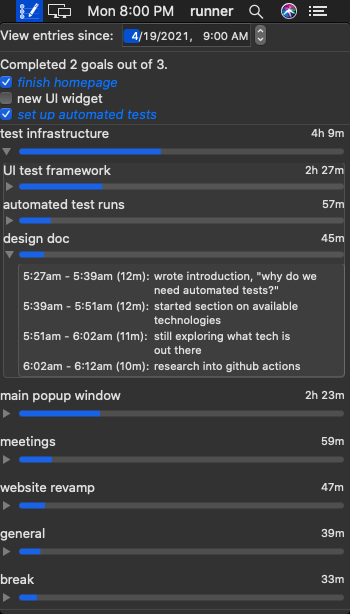 Mon 8:00 PM runner
View entries since: 4/19/2021, 9:00 AM
Completed 2 goals out of 3.
finish homepage
new UI widget
set up automated tests
test infrastructure 4h 9m
UI test framework 2h 27m
automated test runs 57m
design doc 45m
5:27am - 5:39am (12m): wrote introduction, "why do we
need automated tests?"
5:39am - 5:51am (12m): started section on available
technologies
5:51am - 6:02am (11m): still exploring what tech is
out there
6:02am - 6:12am (10m): research into github actions
main popup window 2h 23m
meetings 59m
website revamp 47m
general 39m
break 33m